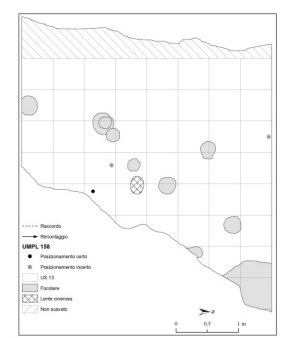 Raccordo
Rimontaggio
UMPL 158
Posizionamento certo
Posizionamento incerto
US 13
Focolare
Lente cinerosa
Non scavato
N
0 0,5 1 m